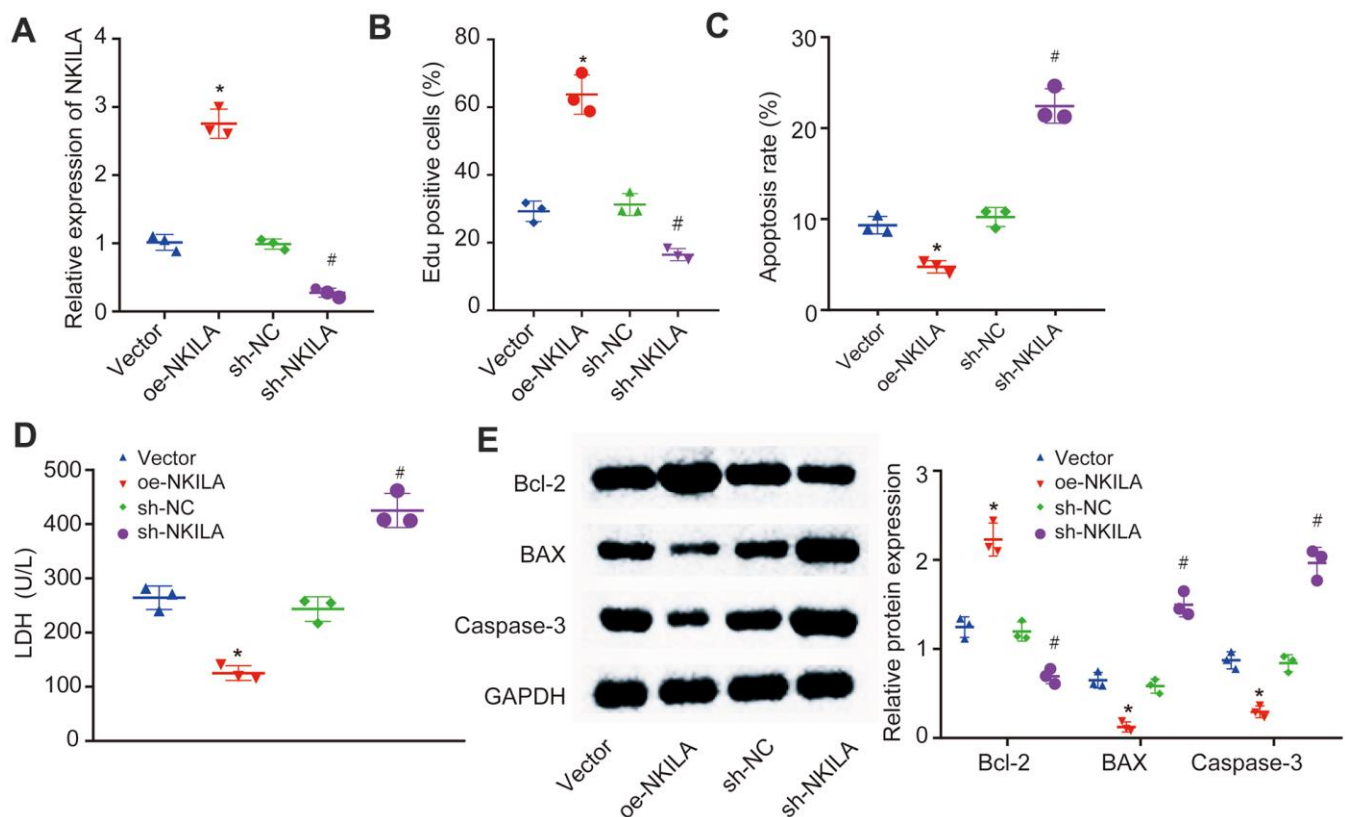 A
Relative expression of NKILA
4
3
2
1
0
*
#
Vector
oe-NKILA
sh-NC
sh-NKILA
B
Edu positive cells (%)
80
60
40
20
0
*
#
Vector
oe-NKILA
sh-NC
sh-NKILA
C
Apoptosis rate (%)
30
20
10
0
*
#
Vector
oe-NKILA
sh-NC
sh-NKILA
D
LDH (U/L)
500
400
300
200
100
0
Vector
oe-NKILA
sh-NC
sh-NKILA
*
#
E
Bcl-2
BAX
Caspase-3
GAPDH
Vector
oe-NKILA
sh-NC
sh-NKILA
Relative protein expression
3
2
1
0
Vector
oe-NKILA
sh-NC
sh-NKILA
*
#
*
#
*
#
Bcl-2
BAX
Caspase-3